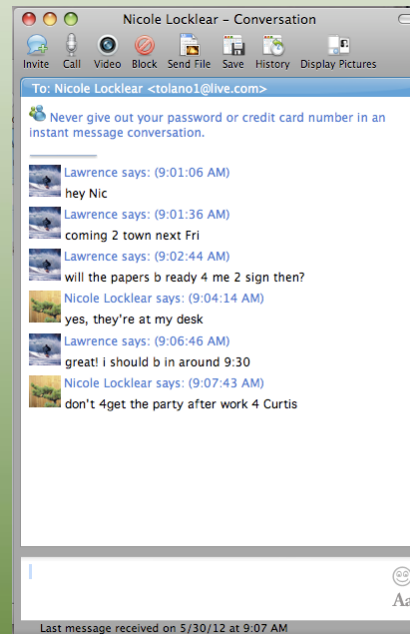 Nicole Locklear – Conversation
Invite Call Video Block Send File Save History Display Pictures
To: Nicole Locklear <tolano1@live.com>
Never give out your password or credit card number in an
instant message conversation.
Lawrence says: (9:01:06 AM)
hey Nic
Lawrence says: (9:01:36 AM)
coming 2 town next Fri
Lawrence says: (9:02:44 AM)
will the papers b ready 4 me 2 sign then?
Nicole Locklear says: (9:04:14 AM)
yes, they're at my desk
Lawrence says: (9:06:46 AM)
great! i should b in around 9:30
Nicole Locklear says: (9:07:43 AM)
don't 4get the party after work 4 Curtis
Last message received on 5/30/12 at 9:07 AM